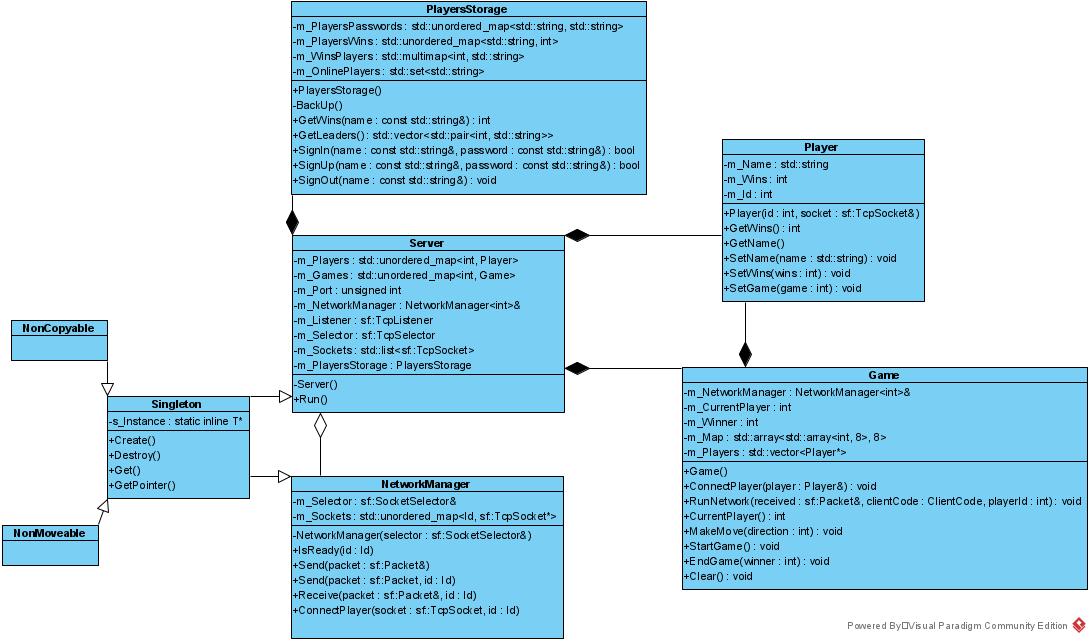 PlayersStorage
-m_PlayersPasswords : std::unordered_map<std::string, std::string>
-m_PlayersWins : std::unordered_map<std::string, int>
-m_WinsPlayers : std::multimap<int, std::string>
-m_OnlinePlayers : std::set<std::string>
+PlayersStorage()
-BackUp()
+GetWins(name : const std::string&) : int
+GetLeaders() : std::vector<std::pair<int, std::string>>
+SignIn(name : const std::string&, password : const std::string&) : bool
+SignUp(name : const std::string&, password : const std::string&) : bool
+SignOut(name : const std::string&) : void
Player
-m_Name : std::string
-m_Wins : int
-m_Id : int
+Player(id : int, socket : sf::TcpSocket&)
+GetWins() : int
+GetName()
+SetName(name : std::string) : void
+SetWins(wins : int) : void
+SetGame(game : int) : void
Server
-m_Players : std::unordered_map<int, Player>
-m_Games : std::unordered_map<int, Game>
-m_Port : unsigned int
-m_NetworkManager : NetworkManager<int>&
-m_Listener : sf::TcpListener
-m_Selector : sf::TcpSelector
-m_Sockets : std::list<sf::TcpSocket>
-m_PlayersStorage : PlayersStorage
-Server()
+Run()
NonCopyable
Singleton
-s_Instance : static inline T*
+Create()
+Destroy()
+Get()
+GetPointer()
NonMoveable
NetworkManager
-m_Selector : sf::SocketSelector&
-m_Sockets : std::unordered_map<Id, sf::TcpSocket*>
-NetworkManager(selector : sf::SocketSelector&)
+IsReady(id : Id)
+Send(packet : sf::Packet&)
+Send(packet : sf::Packet, id : Id)
+Receive(packet : sf::Packet&, id : Id)
+ConnectPlayer(socket : sf::TcpSocket, id : Id)
Game
-m_NetworkManager : NetworkManager<int>&
-m_CurrentPlayer : int
-m_Winner : int
-m_Map : std::array<std::array<int, 8>, 8>
-m_Players : std::vector<Player*>
+Game()
+ConnectPlayer(player : Player&) : void
+RunNetwork(received : sf::Packet&, clientCode : ClientCode, playerId : int) : void
+CurrentPlayer() : int
+MakeMove(direction : int) : void
+StartGame() : void
+EndGame(winner : int) : void
+Clear() : void
Powered By□Visual Paradigm Community Edition